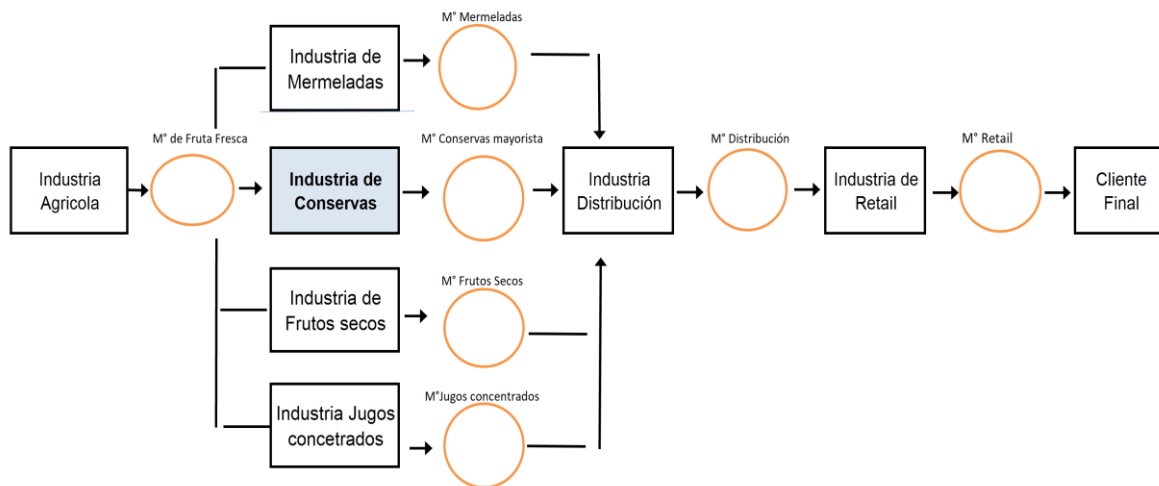 M° Mermeladas
Industria de
Mermeladas
M° de Fruta Fresca
M° Conservas mayorista
M° Distribución
M° Retail
Industria
Agricola
Industria de
Conservas
Industria
Distribución
Industria de
Retail
Cliente
Final
Industria de
Frutos secos
M° Frutos Secos
Industria Jugos
concetrados
M°Jugos concentrados